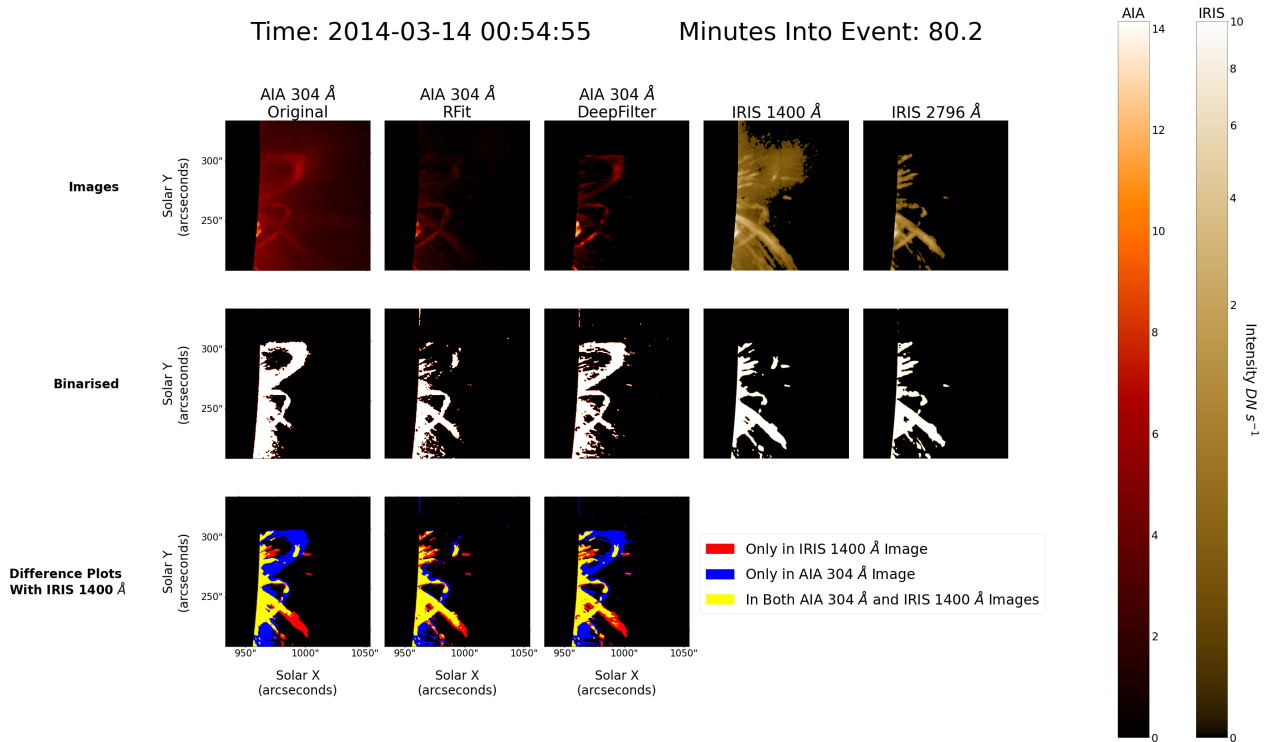 Time: 2014-03-14 00:54:55 Minutes Into Event: 80.2
AIA IRIS
AIA 304 Å
Original
AIA 304 Å
RFit
AIA 304 Å
DeepFilter
IRIS 1400 Å
IRIS 2796 Å
Images
Solar Y
(arcseconds)
300"
250"
Binarised
Solar Y
(arcseconds)
300"
250"
Difference Plots
With IRIS 1400 Å
Solar Y
(arcseconds)
300"
250"
950" 1000" 1050"
950" 1000" 1050"
950" 1000" 1050"
Solar X
(arcseconds)
Solar X
(arcseconds)
Solar X
(arcseconds)
Only in IRIS 1400 Å Image
Only in AIA 304 Å Image
In Both AIA 304 Å and IRIS 1400 Å Images
14
12
10
8
6
4
2
0
10
8
6
4
2
0
Intensity DN s⁻¹